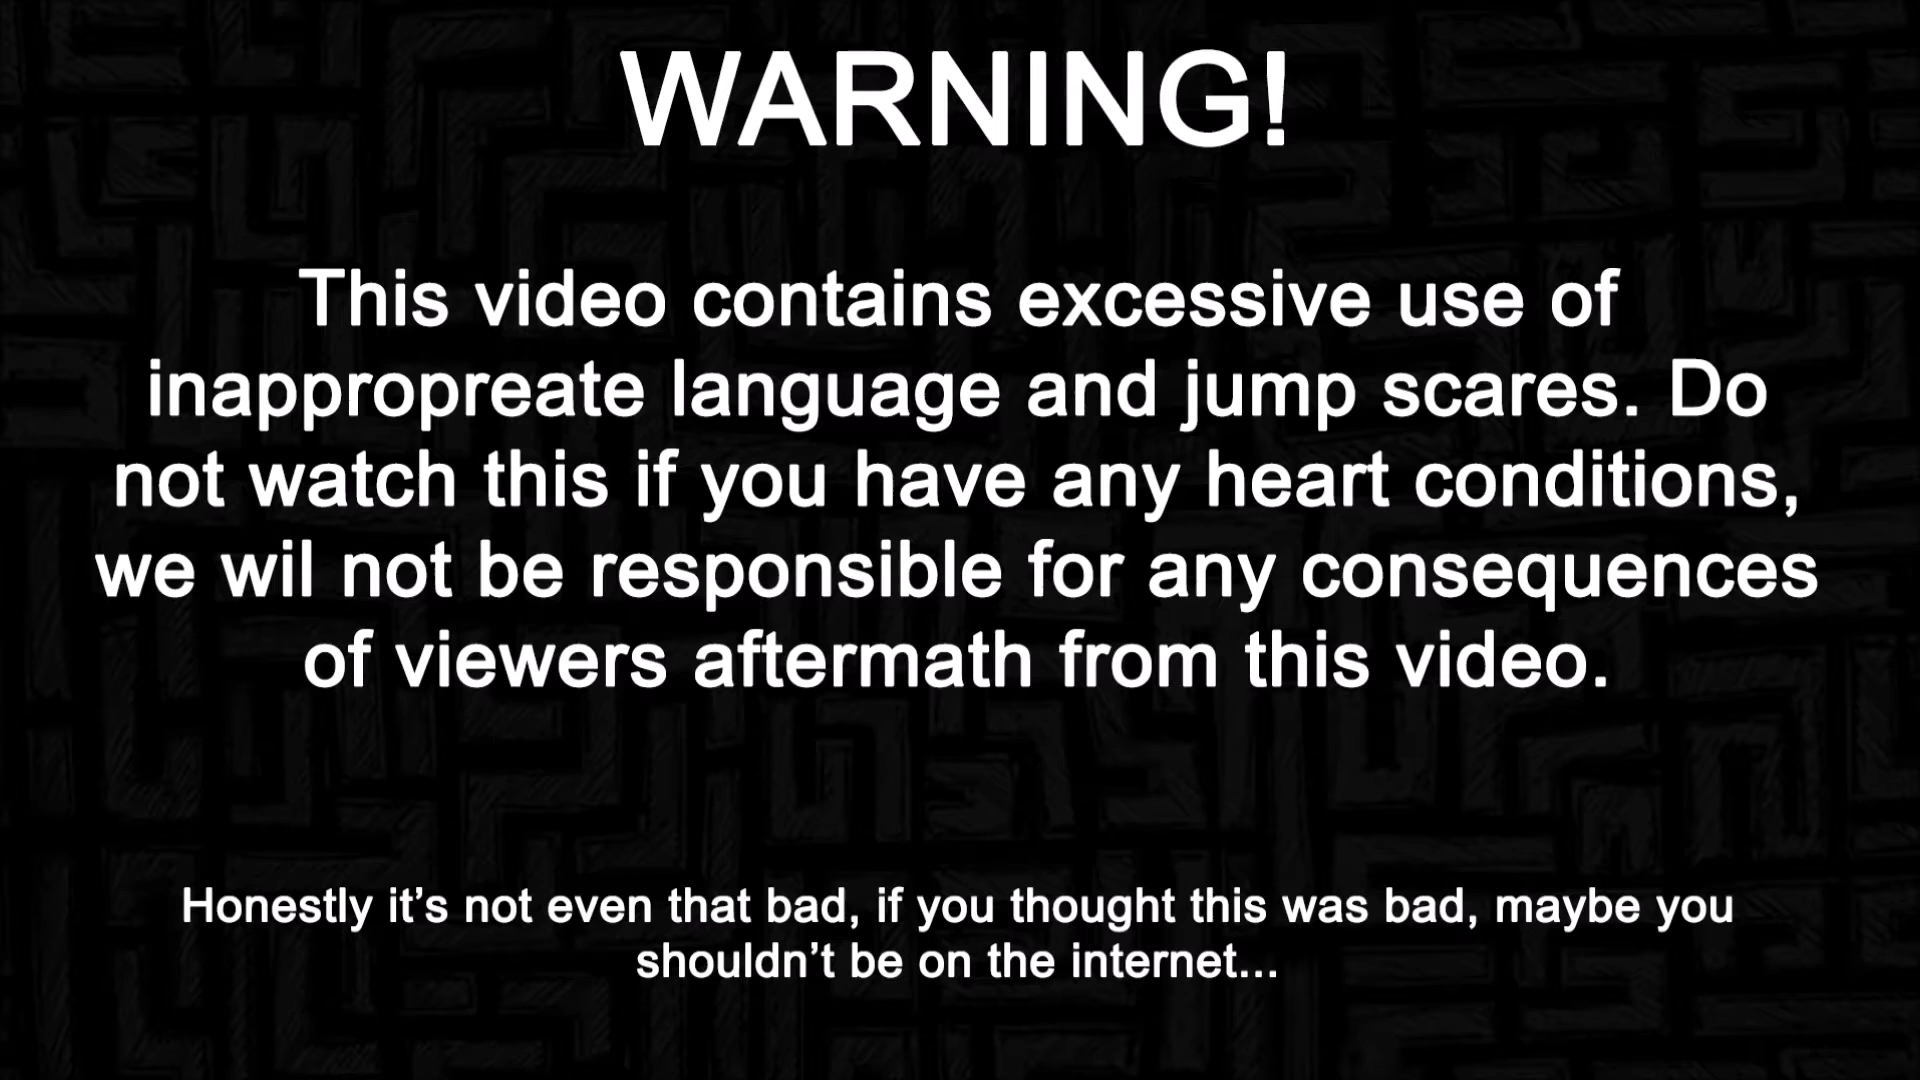 WARNING!
This video contains excessive use of
inappropreate language and jump scares. Do
not watch this if you have any heart conditions,
we wil not be responsible for any consequences
of viewers aftermath from this video.
Honestly it’s not even that bad, if you thought this was bad, maybe you
shouldn’t be on the internet...